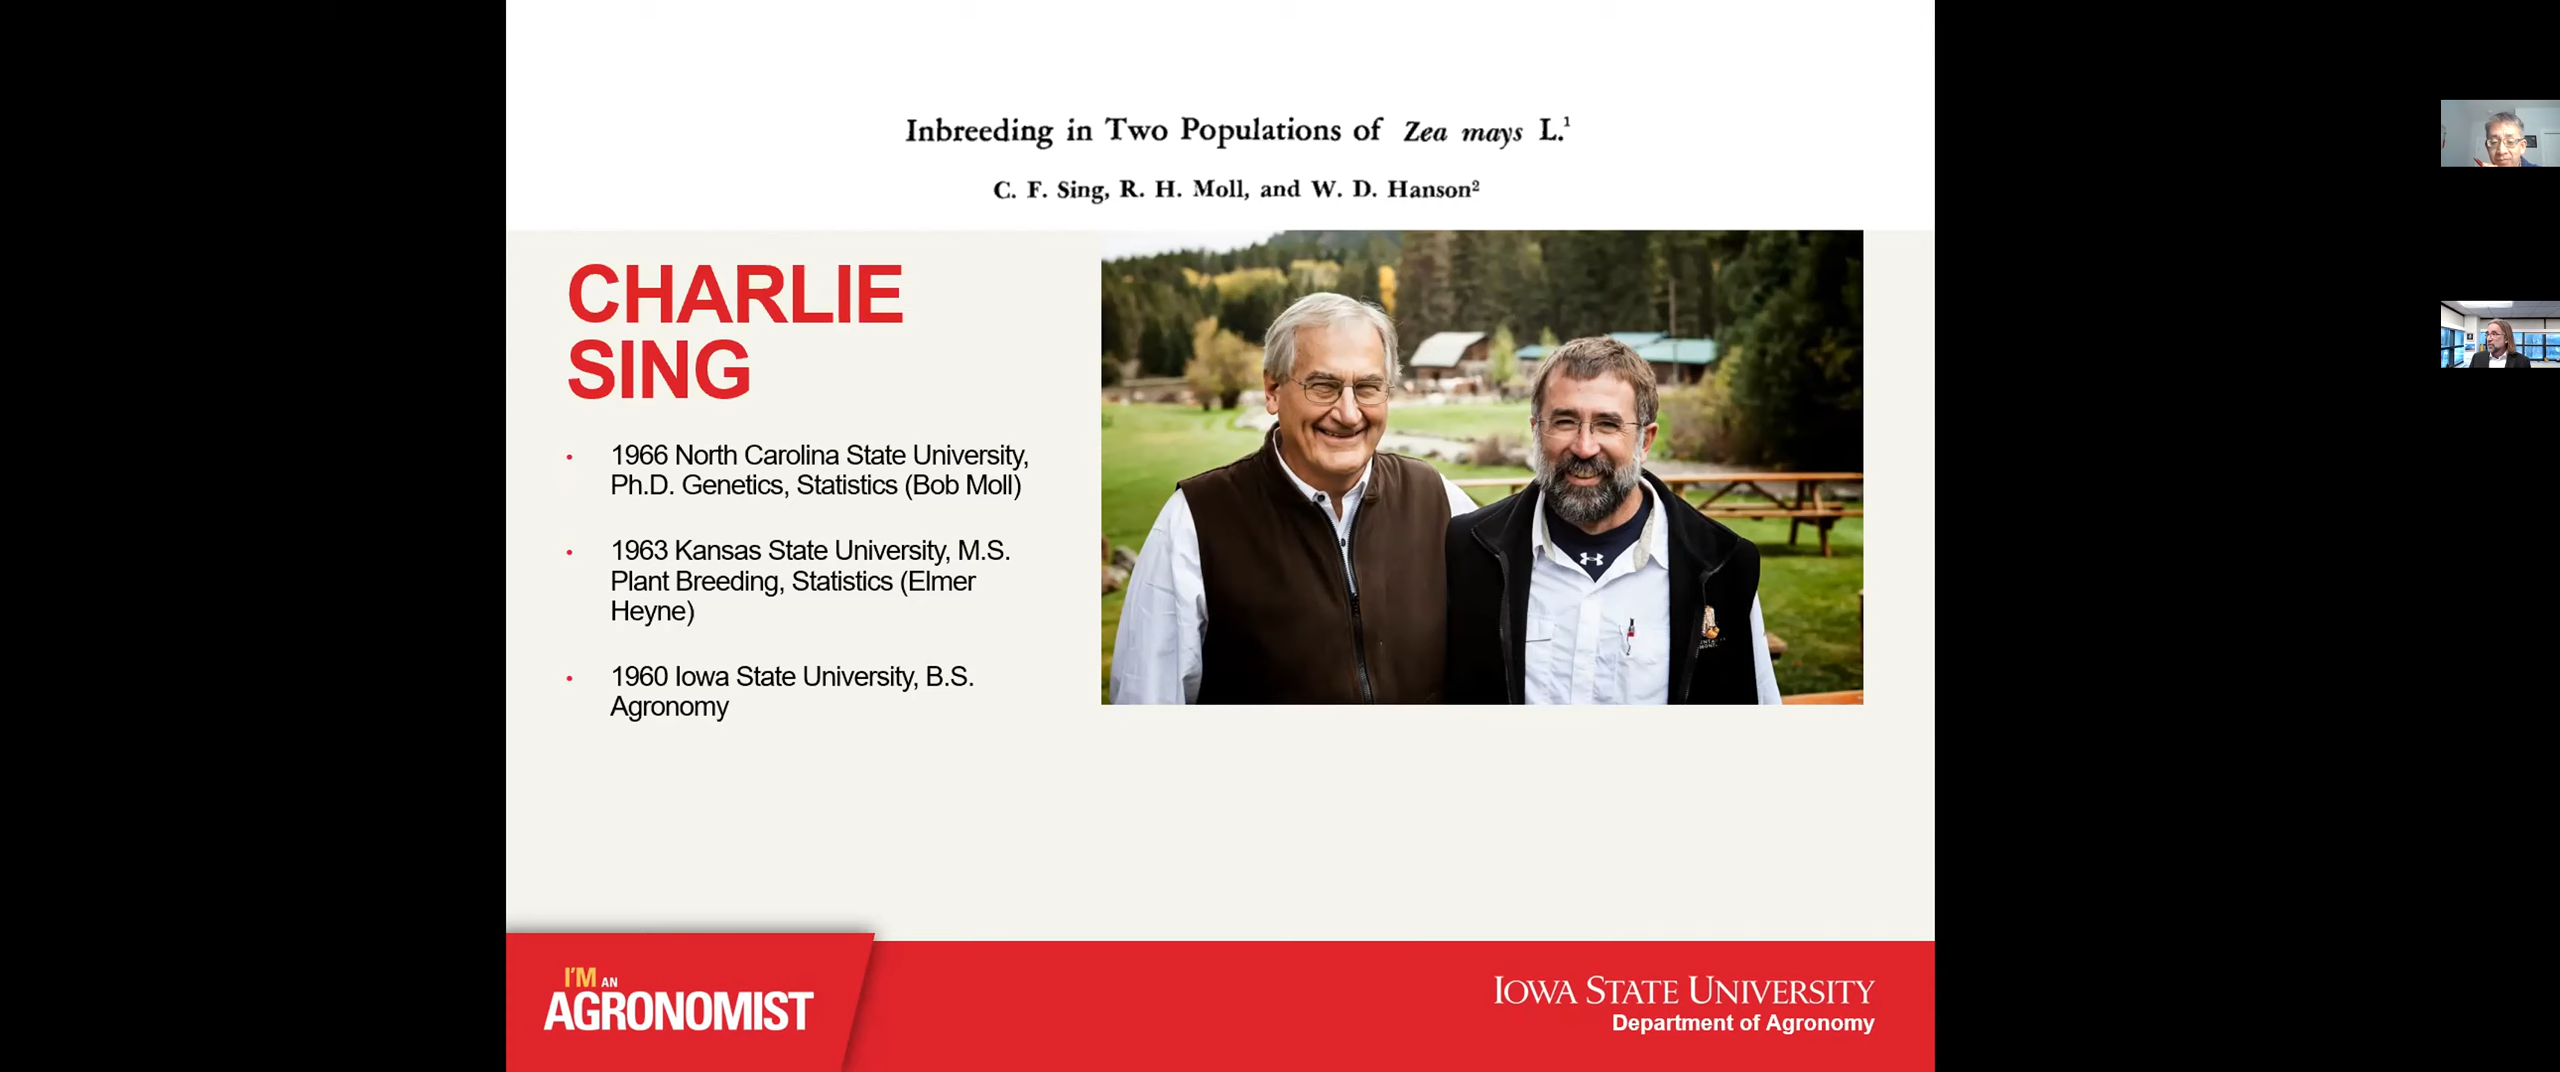 Inbreeding in Two Populations of Zea mays L.¹
C. F. Sing, R. H. Moll, and W. D. Hanson²
CHARLIE
SING
• 1966 North Carolina State University,
Ph.D. Genetics, Statistics (Bob Moll)
• 1963 Kansas State University, M.S.
Plant Breeding, Statistics (Elmer
Heyne)
• 1960 Iowa State University, B.S.
Agronomy
I'M AN
AGRONOMIST
IOWA STATE UNIVERSITY
Department of Agronomy